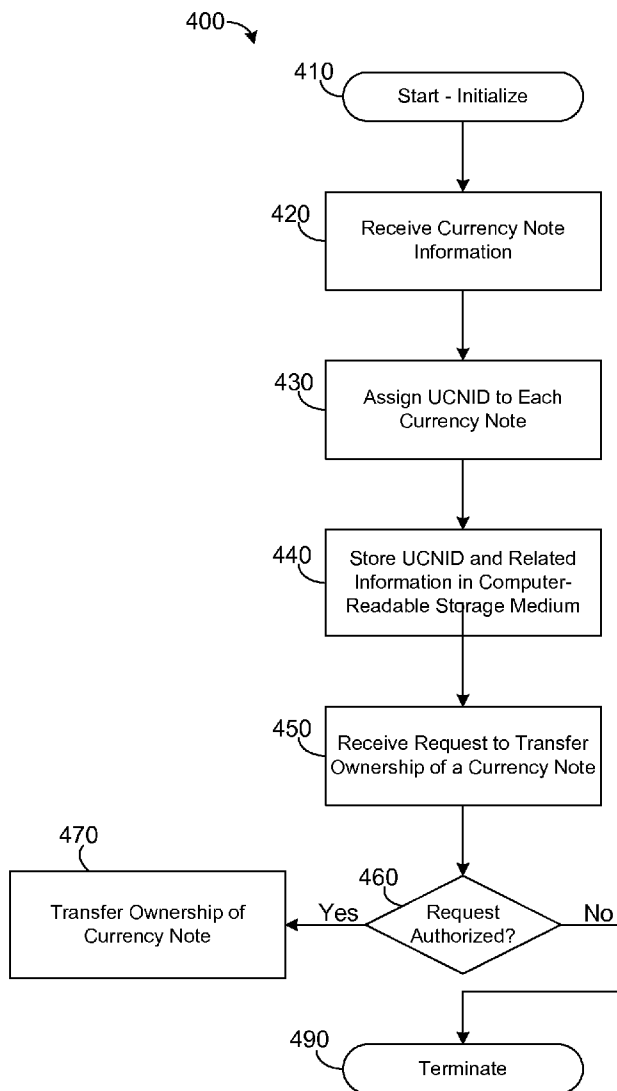 400
410
Start - Initialize
420
Receive Currency Note
Information
430
Assign UCNID to Each
Currency Note
440
Store UCNID and Related
Information in Computer-
Readable Storage Medium
450
Receive Request to Transfer
Ownership of a Currency Note
470
Transfer Ownership of
Currency Note
460
Yes
Request
Authorized?
No
490
Terminate